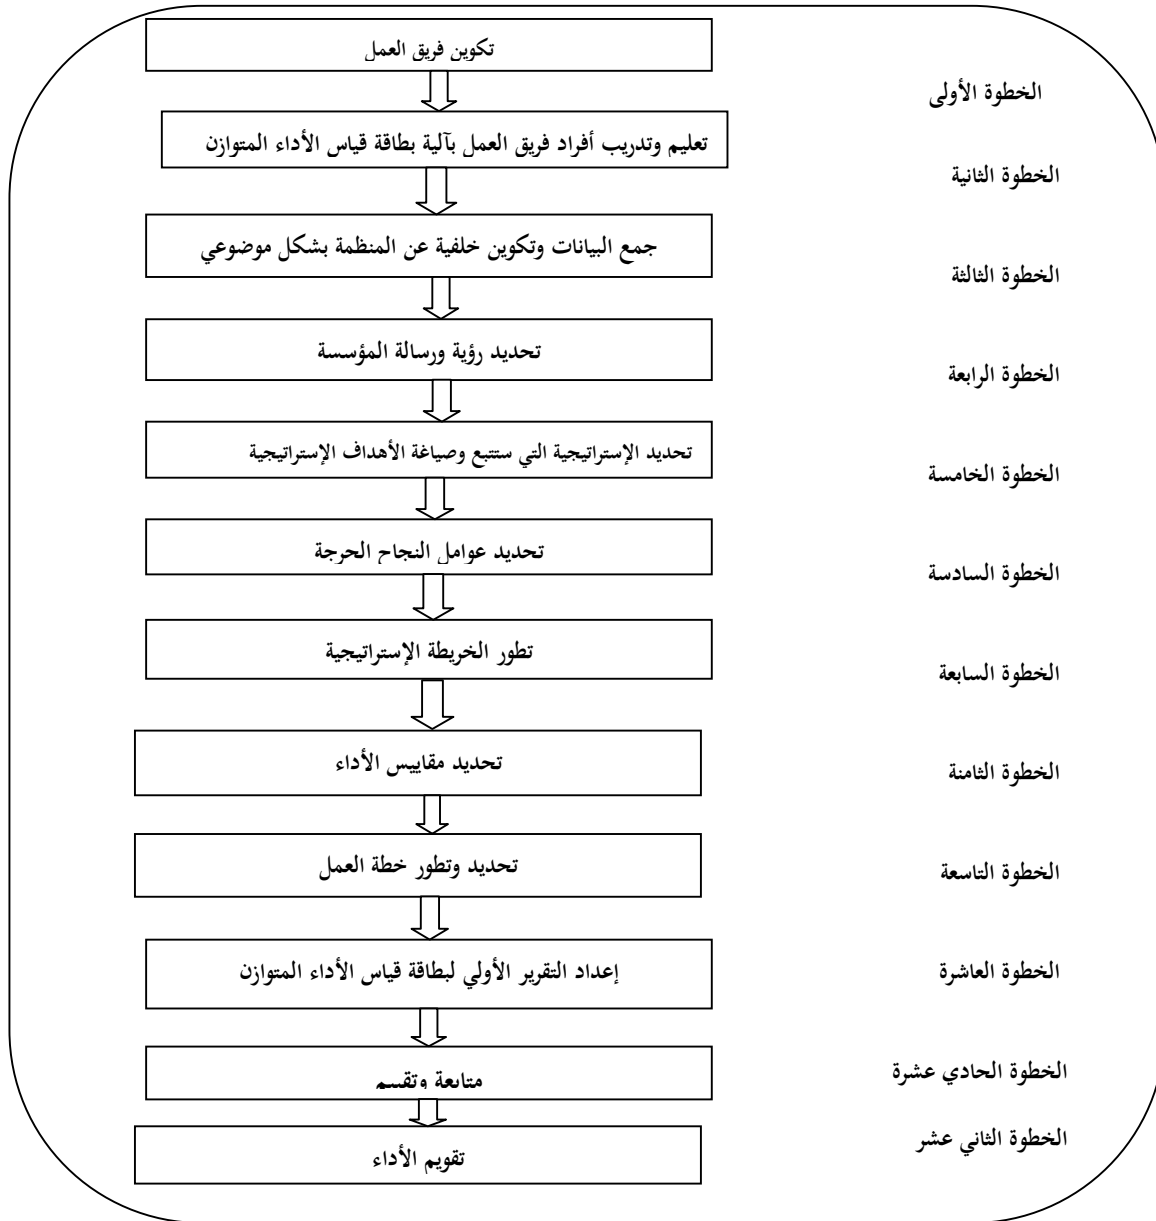 تكوين فريق العمل
الخطوة الأولى
تعليم وتدريب أفراد فريق العمل بآلية بطاقة قياس الأداء المتوازن
الخطوة الثانية
جمع البيانات وتكوين خلفية عن المنظمة بشكل موضوعي
الخطوة الثالثة
تحديد رؤية ورسالة المؤسسة
الخطوة الرابعة
تحديد الإستراتيجية التي ستتبع وصياغة الأهداف الإستراتيجية
الخطوة الخامسة
تحديد عوامل النجاح الحرجة
الخطوة السادسة
تطور الخريطة الإستراتيجية
الخطوة السابعة
تحديد مقاييس الأداء
الخطوة الثامنة
تحديد وتطور خطة العمل
الخطوة التاسعة
إعداد التقرير الأولي لبطاقة قياس الأداء المتوازن
الخطوة العاشرة
متابعة وتقييم
الخطوة الحادي عشرة
تقويم الأداء
الخطوة الثاني عشر